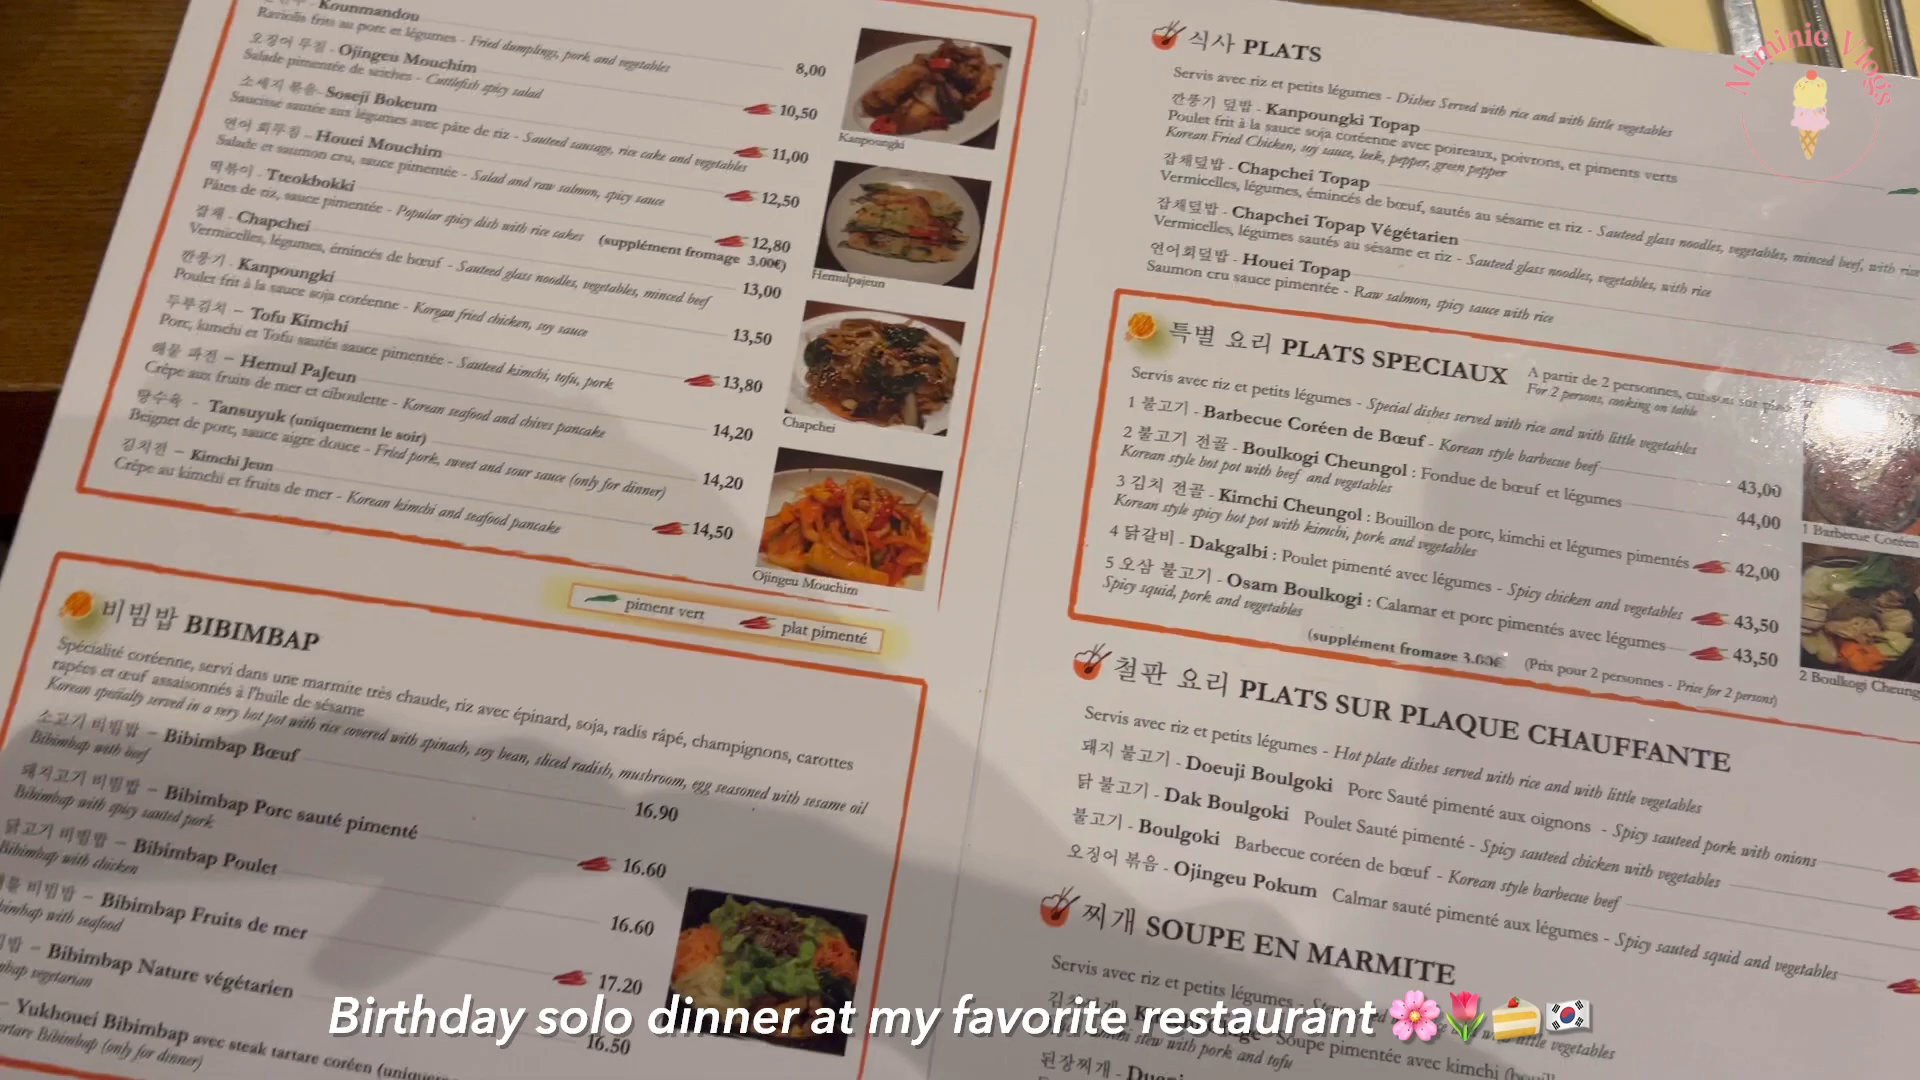 Kounmandou
Raviolis frits au porc et légumes - Fried dumplings, pork and vegetables 8,00
오징어 무침 - Ojingeu Mouchim
Salade pimentée de seiches - Cuttlefish spicy salad 10,50
소세지 볶음 - Soseji Bokeum
Saucisse sautée aux légumes avec pâte de riz - Sauteed sausage, rice cake and vegetables 11,00
연어 회무침 - Houei Mouchim
Salade et saumon cru, sauce pimentée - Salad and raw salmon, spicy sauce 12,50
떡볶이 - Tteokbokki
Pâtes de riz, sauce pimentée - Popular spicy dish with rice cakes 12,80
(supplément fromage 3.00€)
잡채 - Chapchei
Vermicelles, légumes, émincés de bœuf - Sauteed glass noodles, vegetables, minced beef 13,00
깐풍기 - Kanpoungki
Poulet frit à la sauce soja coréenne - Korean fried chicken, soy sauce 13,50
두부김치 – Tofu Kimchi
Porc, kimchi et Tofu sautés sauce pimentée - Sauteed kimchi, tofu, pork 13,80
해물 파전 – Hemul PaJeun
Crêpe aux fruits de mer et ciboulette - Korean seafood and chives pancake 14,20
탕수육 - Tansuyuk (uniquement le soir)
Beignet de porc, sauce aigre douce - Fried pork, sweet and sour sauce (only for dinner) 14,20
김치전 – Kimchi Jeun
Crêpe au kimchi et fruits de mer - Korean kimchi and seafood pancake 14,50
Kanpoungki
Hemulpajeun
Chapchei
Ojingeu Mouchim
piment vert plat pimenté
비빔밥 BIBIMBAP
Spécialité coréenne, servi dans une marmite très chaude, riz avec épinard, soja, radis râpé, champignons, carottes
rapées et œuf assaisonnés à l'huile de sésame
Korean specialty served in a very hot pot with rice covered with spinach, soy bean, sliced radish, mushroom, egg seasoned with sesame oil
소고기 비빔밥 – Bibimbap Bœuf 16.90
Bibimbap with beef
돼지고기 비빔밥 – Bibimbap Porc sauté pimenté 16.60
Bibimbap with spicy sauted pork
닭고기 비빔밥 – Bibimbap Poulet 16.60
Bibimbap with chicken
비빔밥 – Bibimbap Fruits de mer 17.20
with seafood
– Bibimbap Nature végétarien 16.50
vegetarian
– Yukhouei Bibimbap avec steak tartare coréen
Bibimbap (only for dinner)
식사 PLATS
Servis avec riz et petits légumes - Dishes Served with rice and with little vegetables
깐풍기 덮밥 - Kanpoungki Topap
Poulet frit à la sauce soja coréenne avec poireaux, poivrons, et piments verts
Korean Fried Chicken, soy sauce, leek, pepper, green pepper
잡채덮밥 - Chapchei Topap
Vermicelles, légumes, émincés de bœuf, sautés au sésame et riz - Sauteed glass noodles, vegetables, minced beef, with rice
잡채덮밥 - Chapchei Topap Végétarien
Vermicelles, légumes sautés au sésame et riz - Sauteed glass noodles, vegetables, with rice
연어회덮밥 - Houei Topap
Saumon cru sauce pimentée - Raw salmon, spicy sauce with rice
특별 요리 PLATS SPECIAUX
A partir de 2 personnes,
For 2 persons, cooking on table
Servis avec riz et petits légumes - Special dishes served with rice and with little vegetables
1 불고기 - Barbecue Coréen de Bœuf - Korean style barbecue beef 43,00
2 불고기 전골 - Boulkogi Cheungol : Fondue de bœuf et légumes 44,00
Korean style hot pot with beef and vegetables
3 김치 전골 - Kimchi Cheungol : Bouillon de porc, kimchi et légumes pimentés 42,00
Korean style spicy hot pot with kimchi, pork and vegetables
4 닭갈비 - Dakgalbi : Poulet pimenté avec légumes - Spicy chicken and vegetables 43,50
5 오삼 불고기 - Osam Boulkogi : Calamar et porc pimentés avec légumes 43,50
Spicy squid, pork and vegetables
(supplément fromage 3.00€ (Prix pour 2 personnes - Price for 2 persons)
1 Barbecue Coréen
2 Boulkogi Cheung
철판 요리 PLATS SUR PLAQUE CHAUFFANTE
Servis avec riz et petits légumes - Hot plate dishes served with rice and with little vegetables
돼지 불고기 - Doeuji Boulgoki Porc Sauté pimenté aux oignons - Spicy sauteed pork with onions
닭 불고기 - Dak Boulgoki Poulet Sauté pimenté - Spicy sauteed chicken with vegetables
불고기 - Boulgoki Barbecue coréen de bœuf - Korean style barbecue beef
오징어 볶음 - Ojingeu Pokum Calmar sauté pimenté aux légumes - Spicy sauted squid and vegetables
찌개 SOUPE EN MARMITE
Servis avec riz et petits légumes - little vegetables
Soupe pimentée avec kimchi
stew with pork and tofu
된장찌개 -
Miminie Vlogs
Birthday solo dinner at my favorite restaurant 🌸🌷🍰🇰🇷